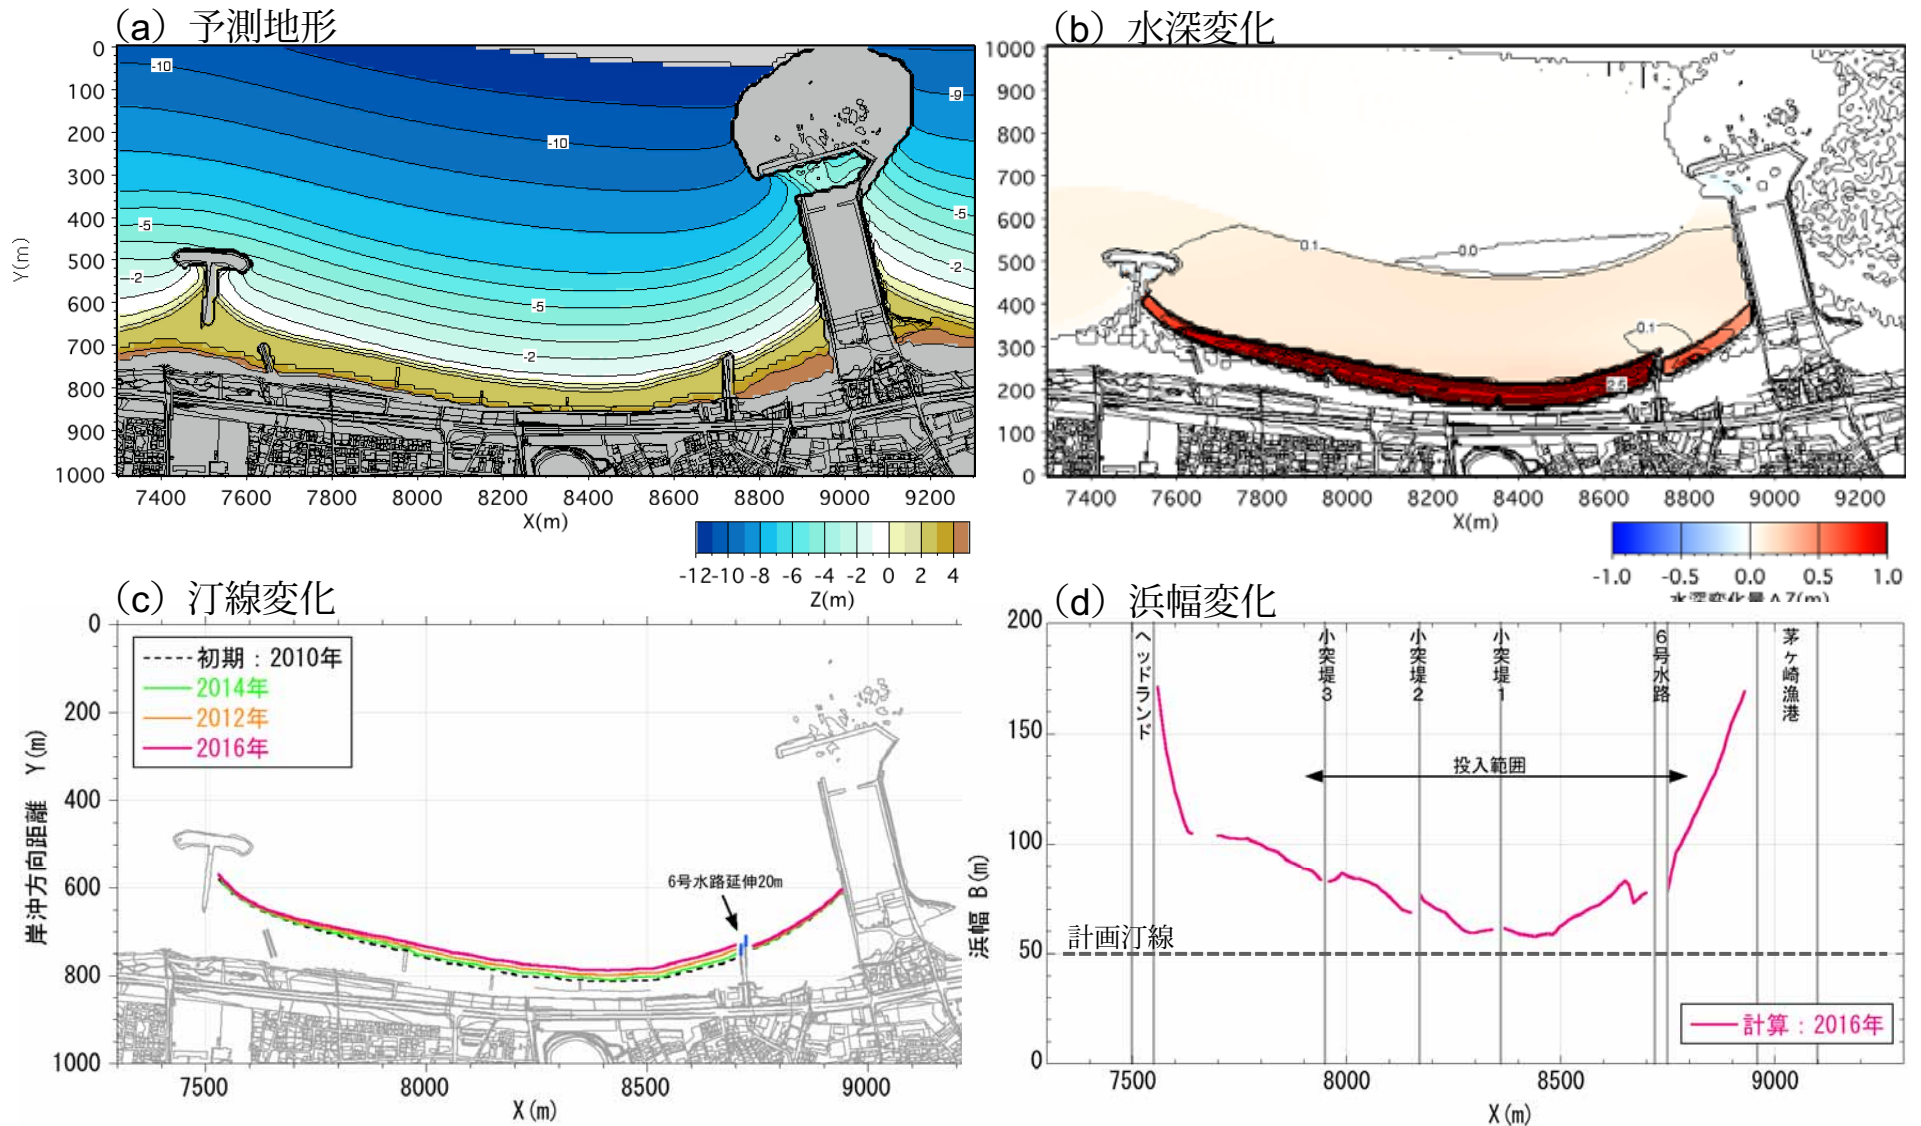 (a) 予測地形
0
100
200
300
400
500
600
700
800
900
1000
Y(m)
-10
-10
-9
-5
-5
-5
-2
-2
-2
7400 7600 7800 8000 8200 8400 8600 8800 9000 9200
X(m)
-12 -10 -8 -6 -4 -2 0 2 4
Z(m)
(b) 水深変化
1000
900
800
700
600
500
400
300
200
100
0
0.1
0.0
0.1
2.5
7400 7600 7800 8000 8200 8400 8600 8800 9000 9200
X(m)
-1.0 -0.5 0.0 0.5 1.0
水深変化量ΔZ(m)
(c) 汀線変化
0
200
400
600
800
1000
岸沖方向距離 Y(m)
初期:2010年
2014年
2012年
2016年
6号水路延伸20m
7500 8000 8500 9000
X(m)
(d) 浜幅変化
200
150
100
50
0
浜幅 B(m)
ヘッドランド
小突堤3
小突堤2
小突堤1
6号水路
茅ヶ崎漁港
投入範囲
計画汀線
計算:2016年
7500 8000 8500 9000
X(m)